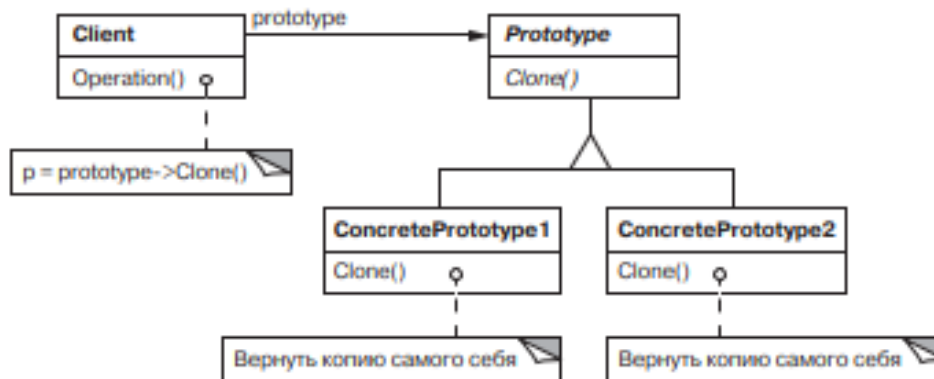 prototype
Client
Operation()
p = prototype->Clone()
Prototype
Clone()
ConcretePrototype1
Clone()
Вернуть копию самого себя
ConcretePrototype2
Clone()
Вернуть копию самого себя